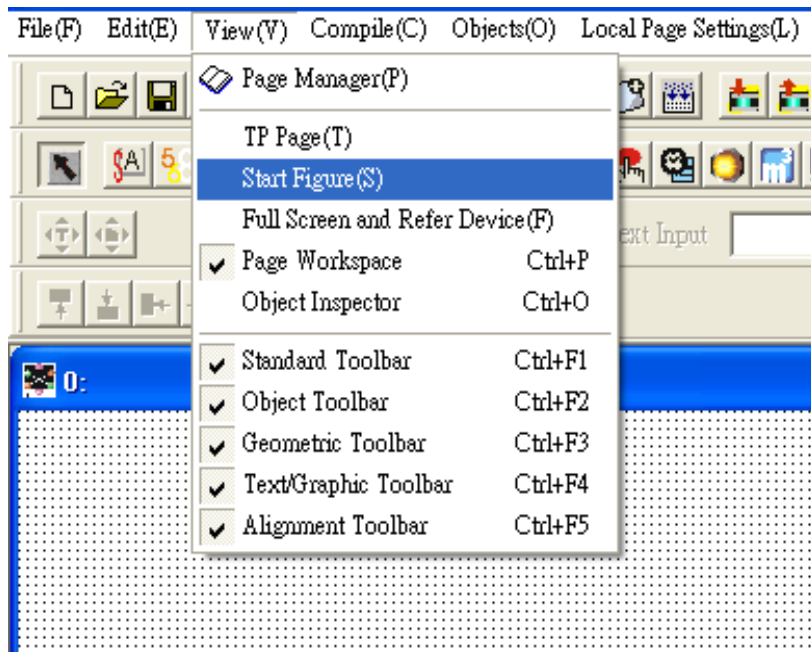 File(F) Edit(E) View(V) Compile(C) Objects(O) Local Page Settings(L)
Page Manager(P)
TP Page(T)
Start Figure(S)
Full Screen and Refer Device(F)
Page Workspace Ctrl+P
Object Inspector Ctrl+O
Standard Toolbar Ctrl+F1
Object Toolbar Ctrl+F2
Geometric Toolbar Ctrl+F3
Text/Graphic Toolbar Ctrl+F4
Alignment Toolbar Ctrl+F5
ext Input
0: